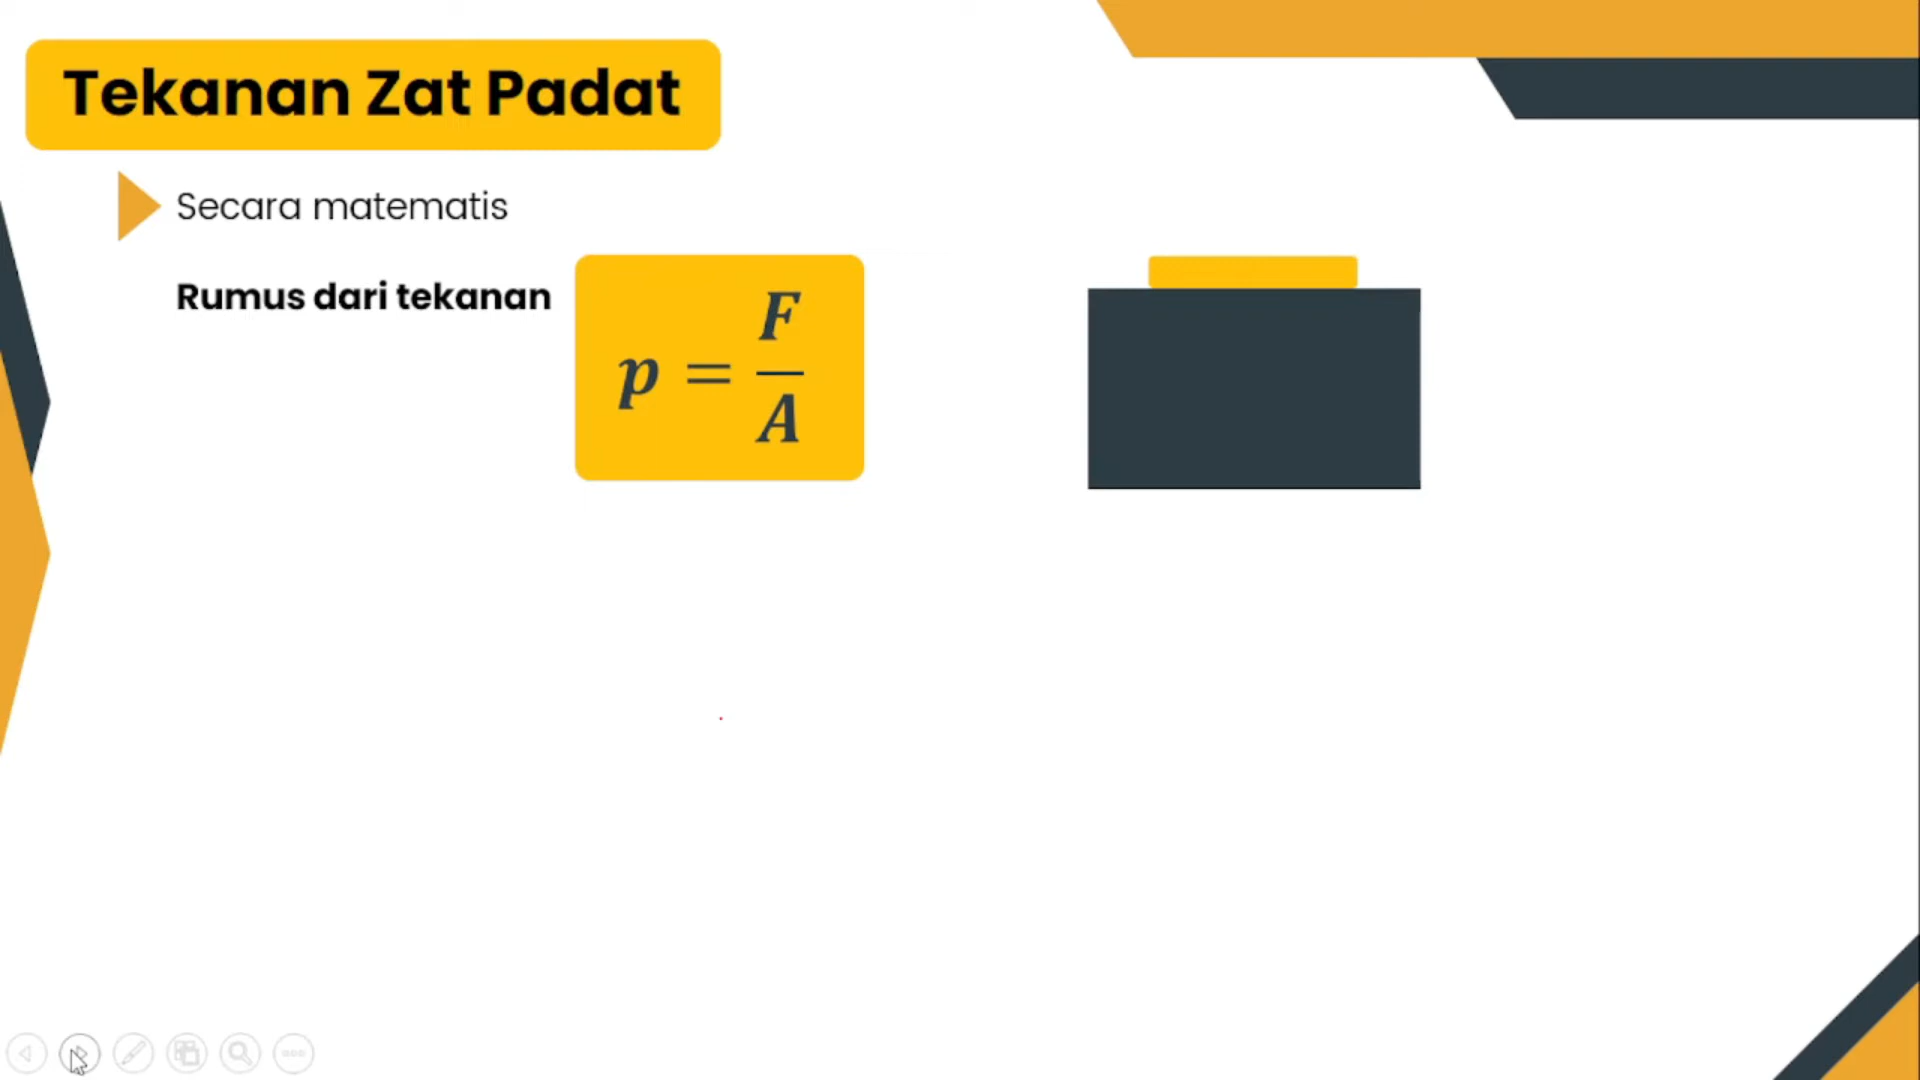 Tekanan Zat Padat
Secara matematis
Rumus dari tekanan
p = F/A